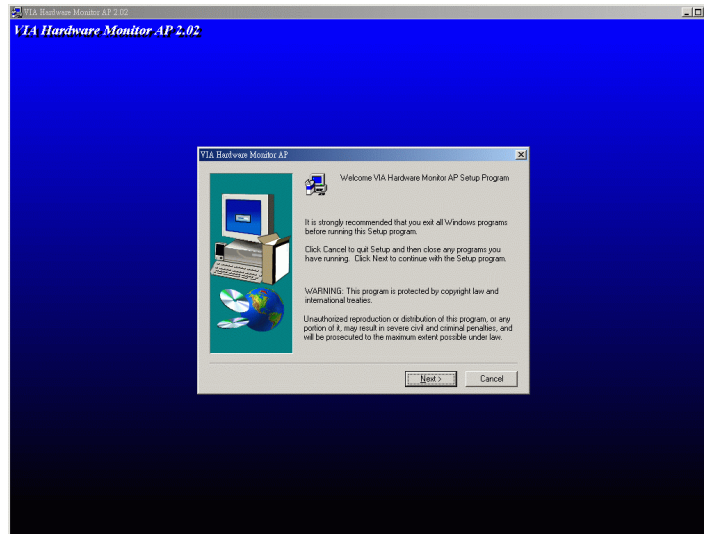 VIA Hardware Monitor AP 2.02
VIA Hardware Monitor AP 2.02
VIA Hardware Monitor AP
Welcome VIA Hardware Monitor AP Setup Program
It is strongly recommended that you exit all Windows programs
before running this Setup program.
Click Cancel to quit Setup and then close any programs you
have running. Click Next to continue with the Setup program.
WARNING: This program is protected by copyright law and
international treaties.
Unauthorized reproduction or distribution of this program, or any
portion of it, may result in severe civil and criminal penalties, and
will be prosecuted to the maximum extent possible under law.
Next >
Cancel